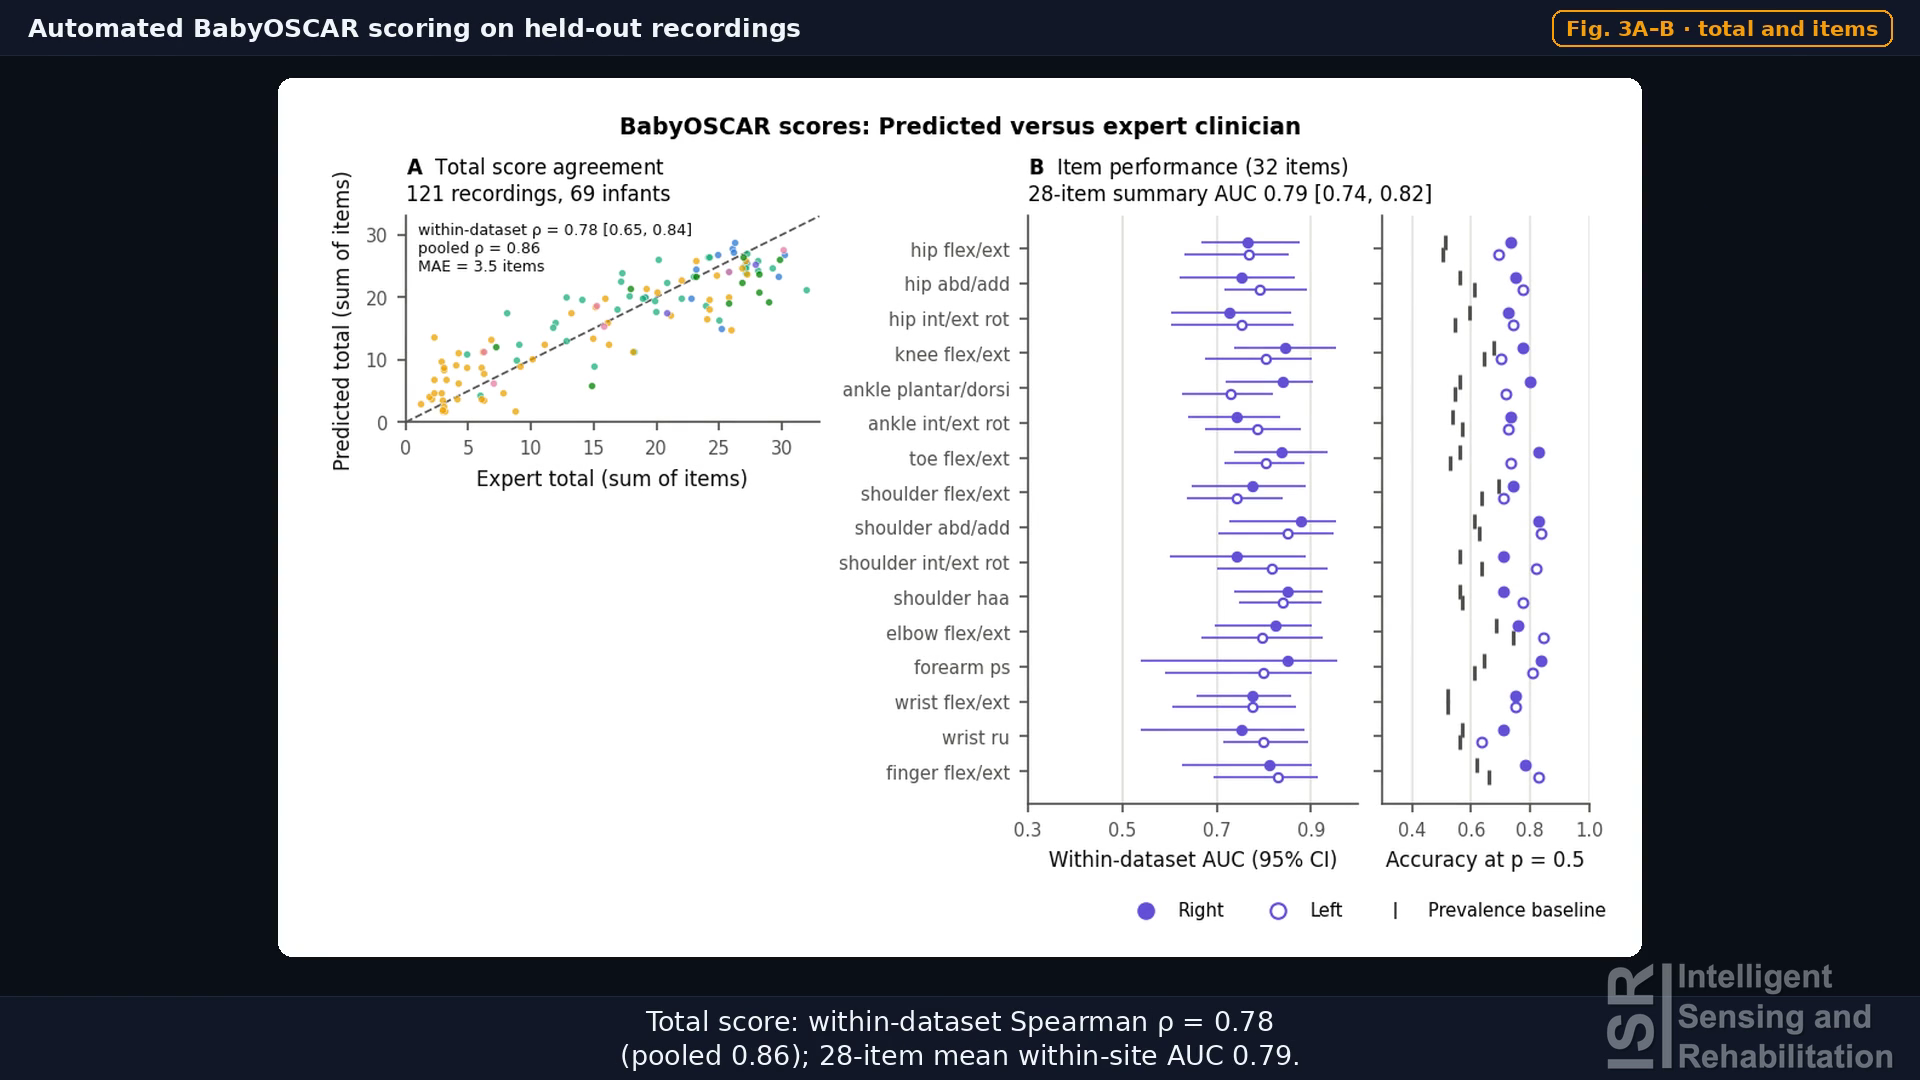 Automated BabyOSCAR scoring on held-out recordings
Fig. 3A–B · total and items
BabyOSCAR scores: Predicted versus expert clinician
A Total score agreement
121 recordings, 69 infants
within-dataset ρ = 0.78 [0.65, 0.84]
pooled ρ = 0.86
MAE = 3.5 items
Predicted total (sum of items)
30
20
10
0
0 5 10 15 20 25 30
Expert total (sum of items)
B Item performance (32 items)
28-item summary AUC 0.79 [0.74, 0.82]
hip flex/ext
hip abd/add
hip int/ext rot
knee flex/ext
ankle plantar/dorsi
ankle int/ext rot
toe flex/ext
shoulder flex/ext
shoulder abd/add
shoulder int/ext rot
shoulder haa
elbow flex/ext
forearm ps
wrist flex/ext
wrist ru
finger flex/ext
0.3 0.5 0.7 0.9
Within-dataset AUC (95% CI)
0.4 0.6 0.8 1.0
Accuracy at p = 0.5
Right Left Prevalence baseline
Total score: within-dataset Spearman ρ = 0.78
(pooled 0.86); 28-item mean within-site AUC 0.79.
ISR
Intelligent
Sensing and
Rehabilitation